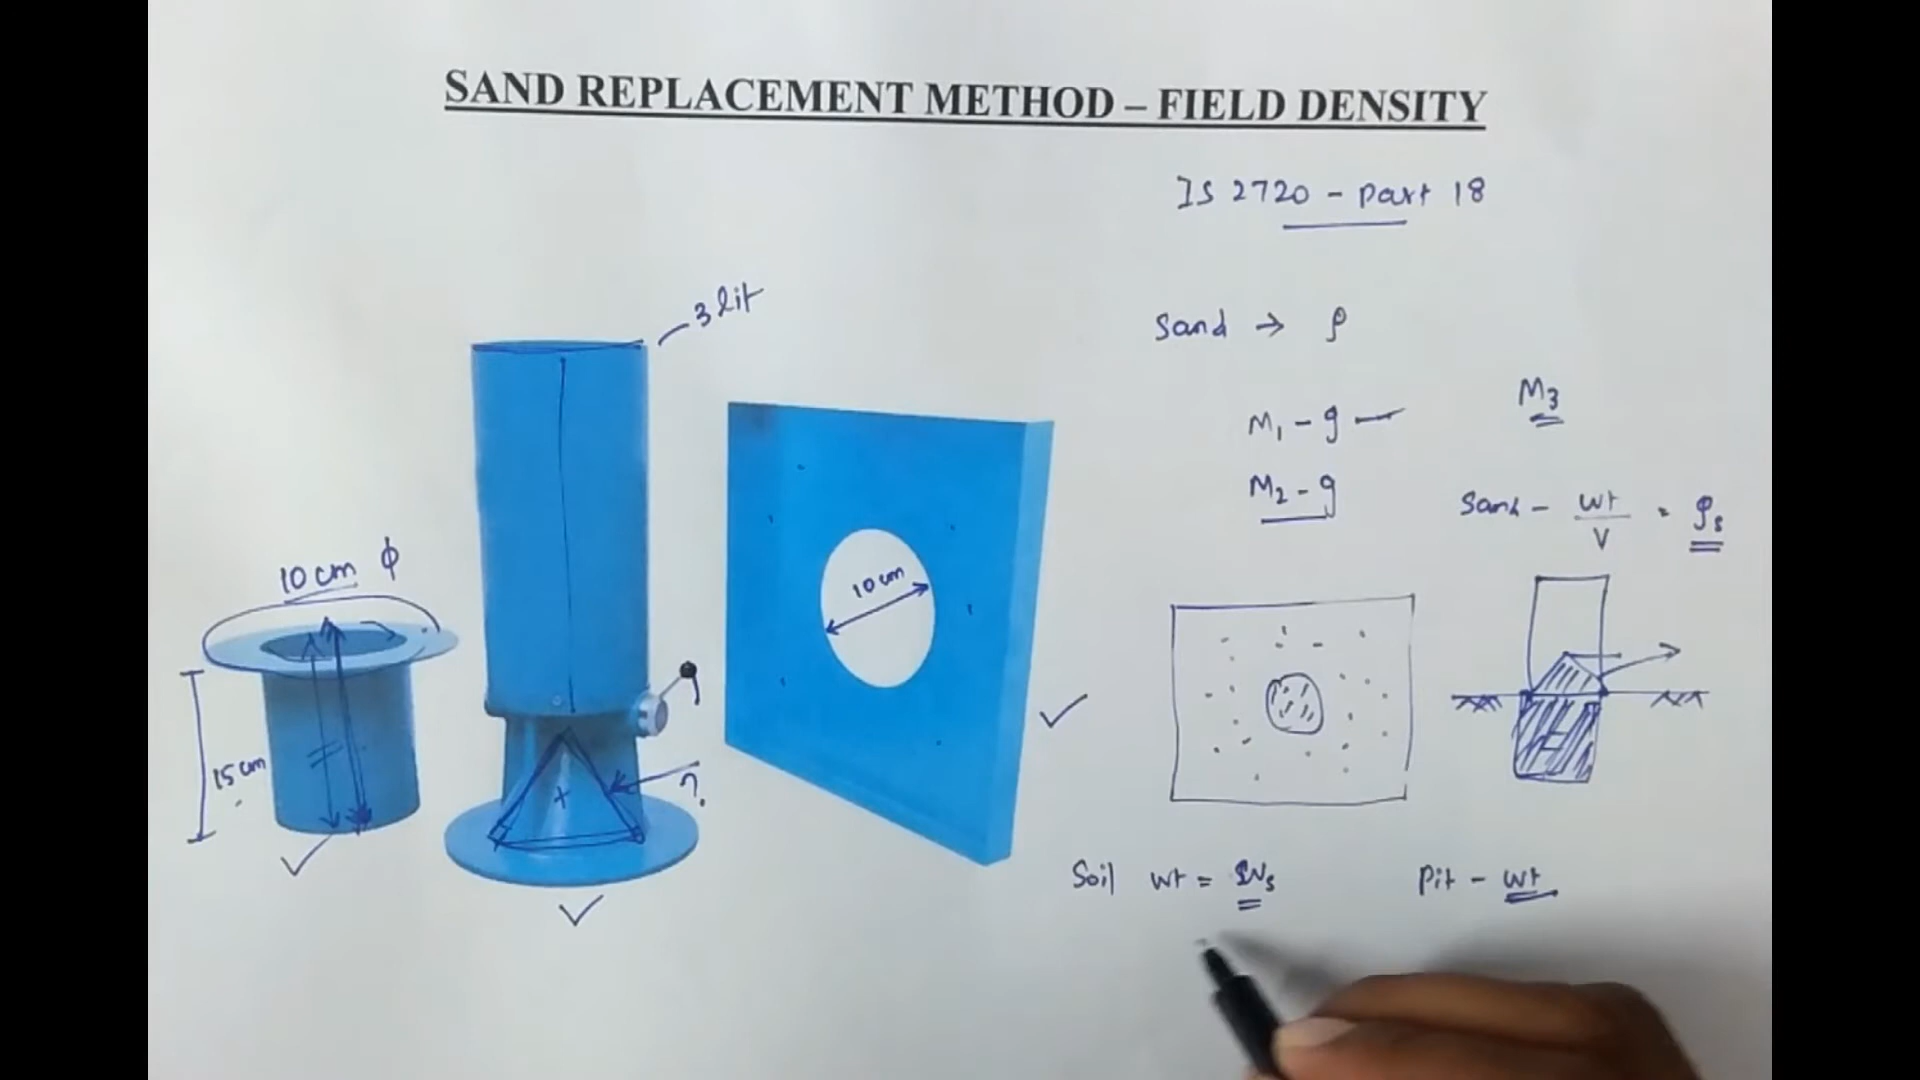 SAND REPLACEMENT METHOD – FIELD DENSITY
IS 2720 - Part 18
3 lit
Sand → ρ
M₁ - g
M₃
M₂ - g
Sand - wt/V = ρs
10 cm ϕ
10 cm
15 cm
?
Soil wt = Ws
Pit - wt